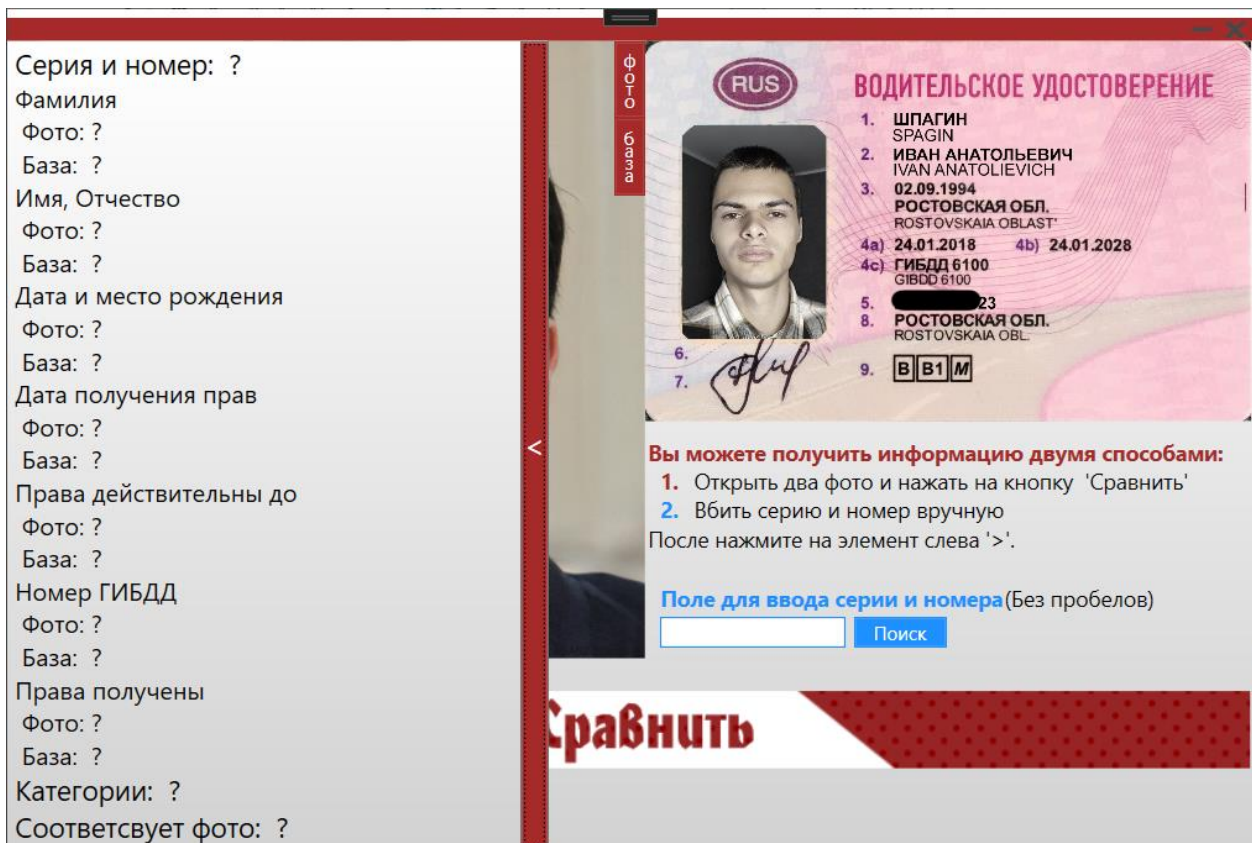 Серия и номер: ?
Фамилия
Фото: ?
База: ?
Имя, Отчество
Фото: ?
База: ?
Дата и место рождения
Фото: ?
База: ?
Дата получения прав
Фото: ?
База: ?
Права действительны до
Фото: ?
База: ?
Номер ГИБДД
Фото: ?
База: ?
Права получены
Фото: ?
База: ?
Категории: ?
Соответсвует фото: ?
<
фото
база
RUS
ВОДИТЕЛЬСКОЕ УДОСТОВЕРЕНИЕ
1. ШПАГИН
SPAGIN
2. ИВАН АНАТОЛЬЕВИЧ
IVAN ANATOLIEVICH
3. 02.09.1994
РОСТОВСКАЯ ОБЛ.
ROSTOVSKAIA OBLAST'
4a) 24.01.2018 4b) 24.01.2028
4c) ГИБДД 6100
GIBDD 6100
5. 23
8. РОСТОВСКАЯ ОБЛ.
ROSTOVSKAIA OBL.
6.
7.
9. B B1 M
Вы можете получить информацию двумя способами:
1. Открыть два фото и нажать на кнопку 'Сравнить'
2. Вбить серию и номер вручную
После нажмите на элемент слева '>'.
Поле для ввода серии и номера(Без пробелов)
Поиск
Сравнить